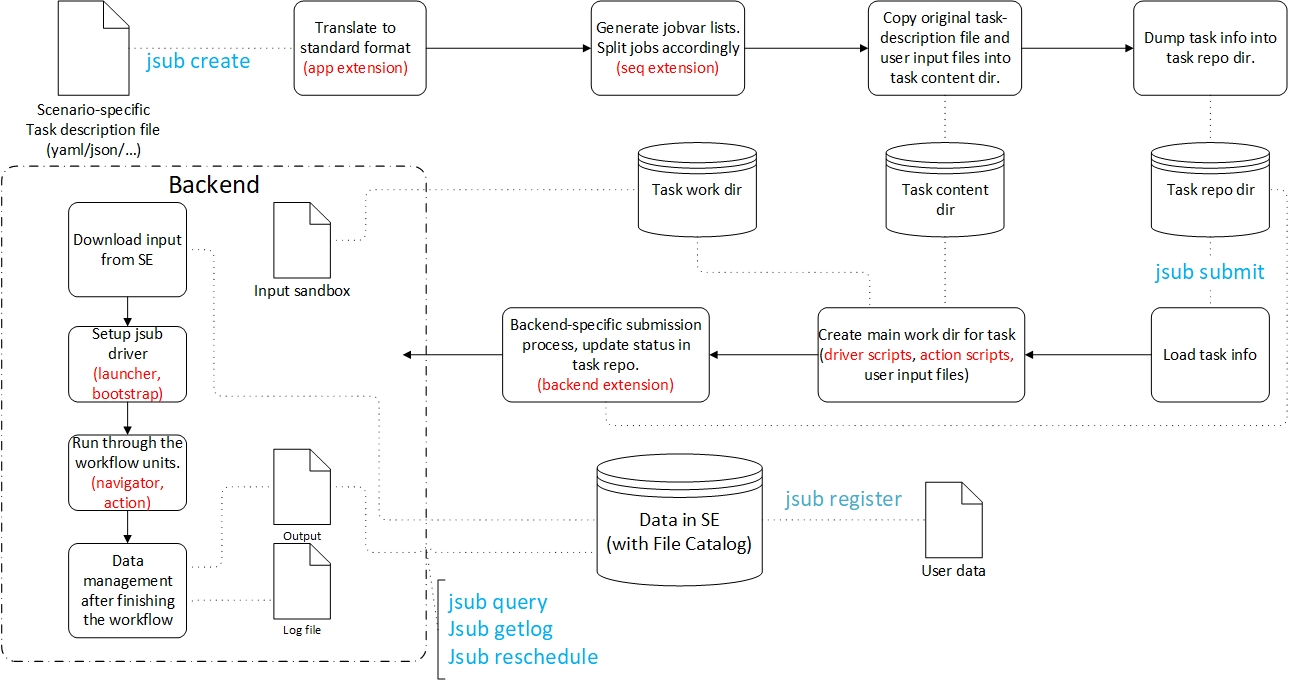 Translate to
standard format
(app extension)
Generate jobvar lists.
Split jobs accordingly
(seq extension)
Copy original task-
description file and
user input files into
task content dir.
Dump task info into
task repo dir.
jsub create
Scenario-specific
Task description file
(yaml/json/...)
Backend
Task work dir
Task content
dir
Task repo dir
Download input
from SE
Input sandbox
jsub submit
Setup jsub
driver
(launcher,
bootstrap)
Backend-specific submission
process, update status in
task repo.
(backend extension)
Create main work dir for task
(driver scripts, action scripts,
user input files)
Load task info
Run through the
workflow units.
(navigator,
action)
Output
Data in SE
(with File Catalog)
jsub register
User data
Data
management
after finishing
the workflow
Log file
jsub query
Jsub getlog
Jsub reschedule